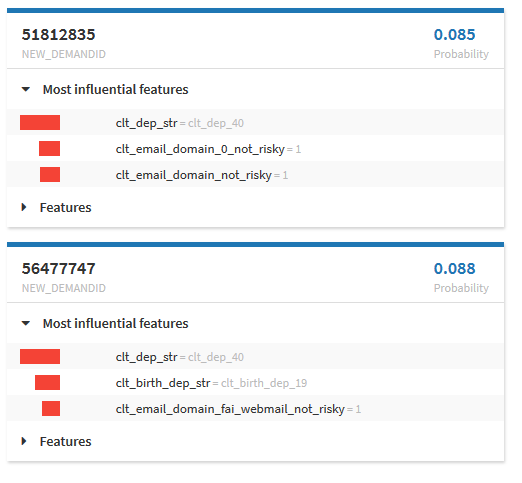 51812835 0.085
NEW_DEMANDID Probability
Most influential features
clt_dep_str = clt_dep_40
clt_email_domain_0_not_risky = 1
clt_email_domain_not_risky = 1
Features
56477747 0.088
NEW_DEMANDID Probability
Most influential features
clt_dep_str = clt_dep_40
clt_birth_dep_str = clt_birth_dep_19
clt_email_domain_fai_webmail_not_risky = 1
Features